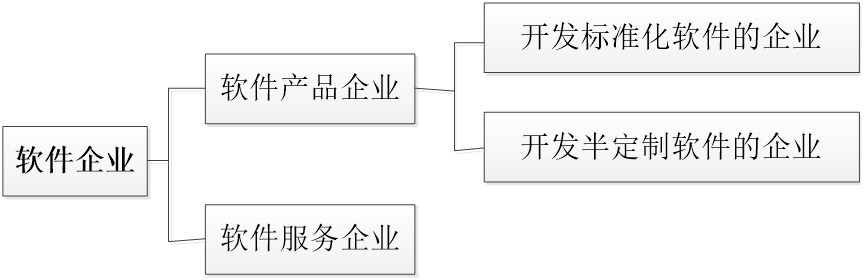 开发标准化软件的企业
软件产品企业
开发半定制软件的企业
软件企业
软件服务企业